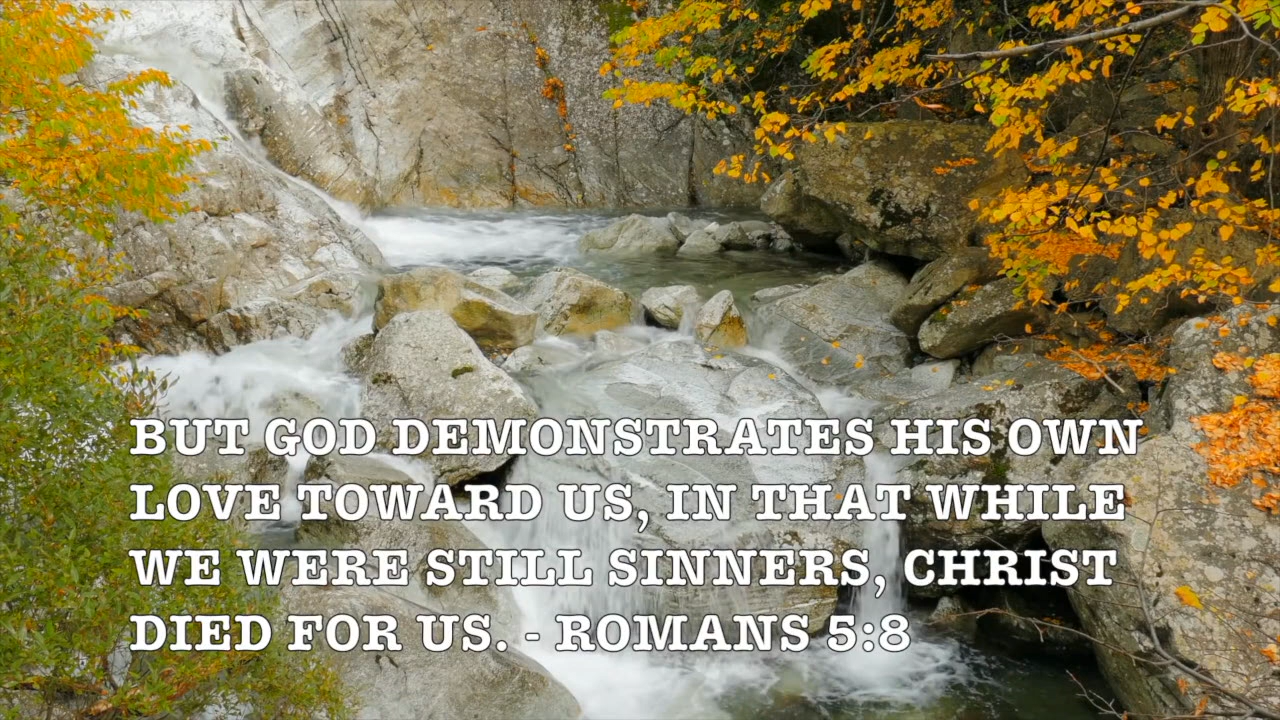 BUT GOD DEMONSTRATES HIS OWN
LOVE TOWARD US, IN THAT WHILE
WE WERE STILL SINNERS, CHRIST
DIED FOR US. - ROMANS 5:8